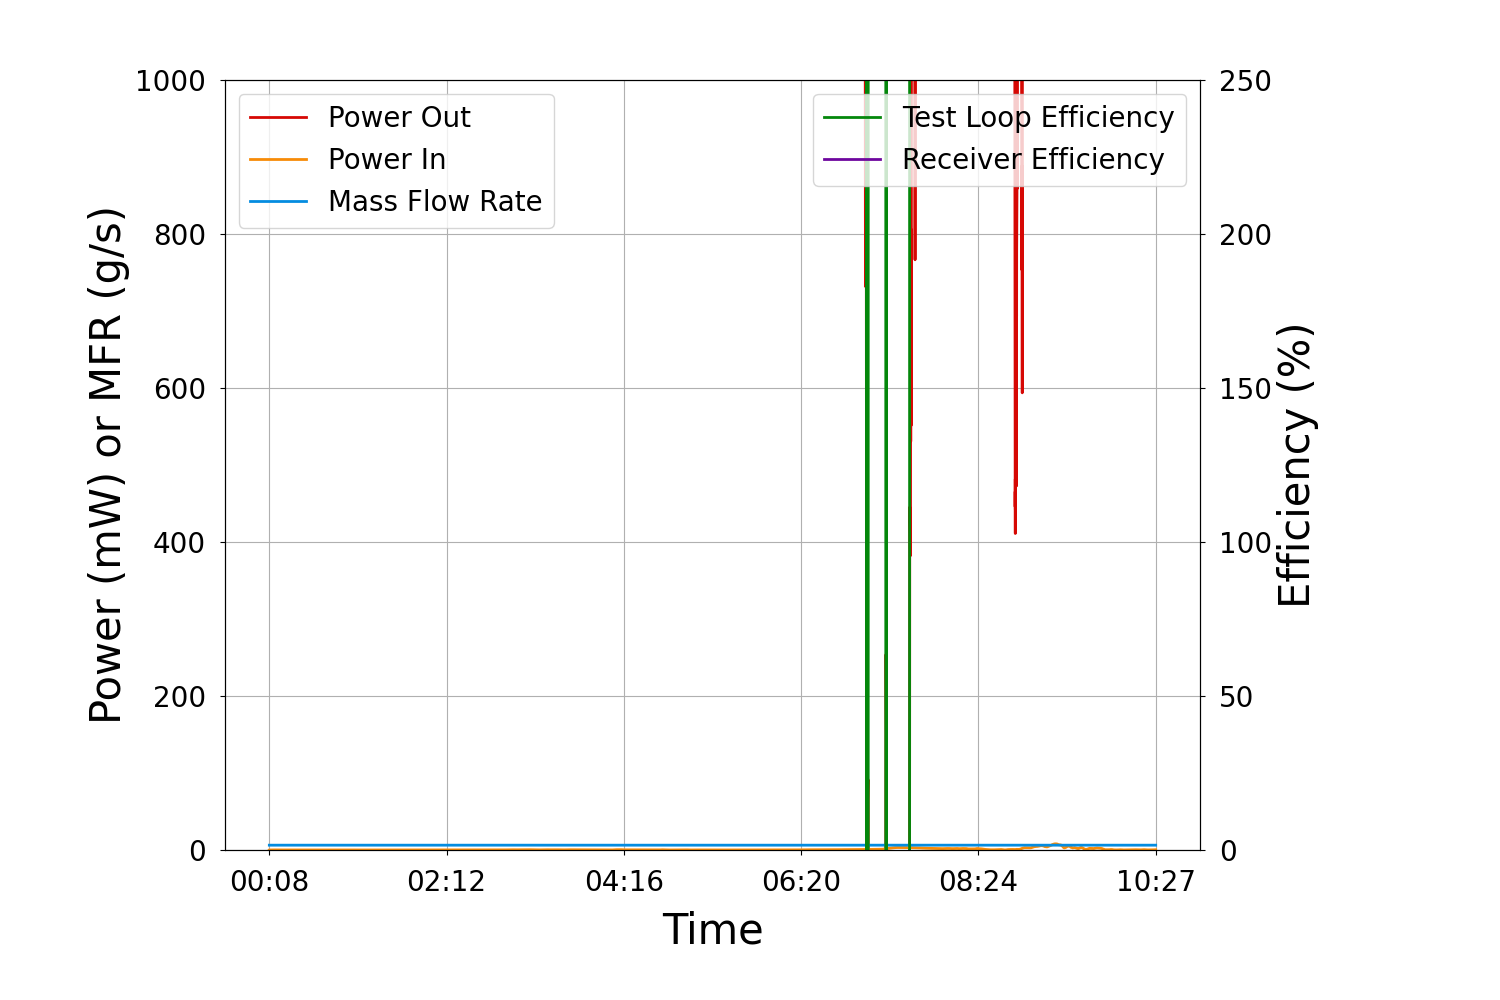 Power Out
Power In
Mass Flow Rate
Test Loop Efficiency
Receiver Efficiency
1000
800
600
400
200
0
250
200
150
100
50
0
Power (mW) or MFR (g/s)
Efficiency (%)
00:08 02:12 04:16 06:20 08:24 10:27
Time